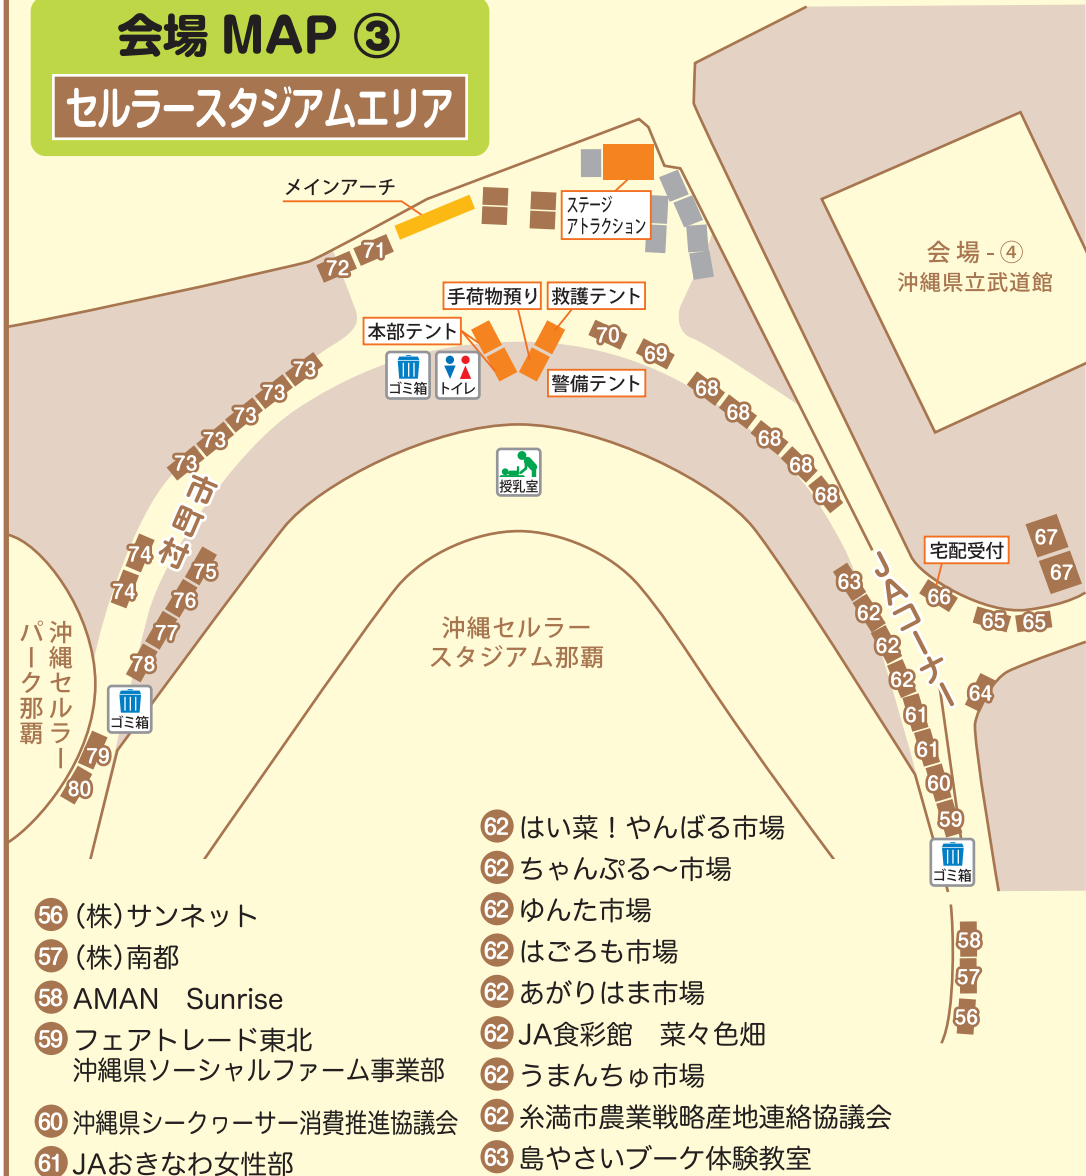 会場 MAP ③
セルラースタジアムエリア
メインアーチ
ステージ
アトラクション
72
71
会場-④
沖縄県立武道館
手荷物預り
救護テント
本部テント
警備テント
ゴミ箱
トイレ
70
69
73
73
73
73
73
68
68
68
68
68
授乳室
市町村
74
74
75
76
77
78
ゴミ箱
沖縄セルラー
パーク那覇
79
80
沖縄セルラー
スタジアム那覇
宅配受付
67
67
66
65
65
JAコーナー
64
63
62
62
62
61
61
60
59
ゴミ箱
58
57
56
56 (株)サンネット
57 (株)南都
58 AMAN Sunrise
59 フェアトレード東北
沖縄県ソーシャルファーム事業部
60 沖縄県シークヮーサー消費推進協議会
61 JAおきなわ女性部
62 はい菜！やんばる市場
62 ちゃんぷる～市場
62 ゆんた市場
62 はごろも市場
62 あがりはま市場
62 JA食彩館 菜々色畑
62 うまんちゅ市場
62 糸満市農業戦略産地連絡協議会
63 島やさいブーケ体験教室